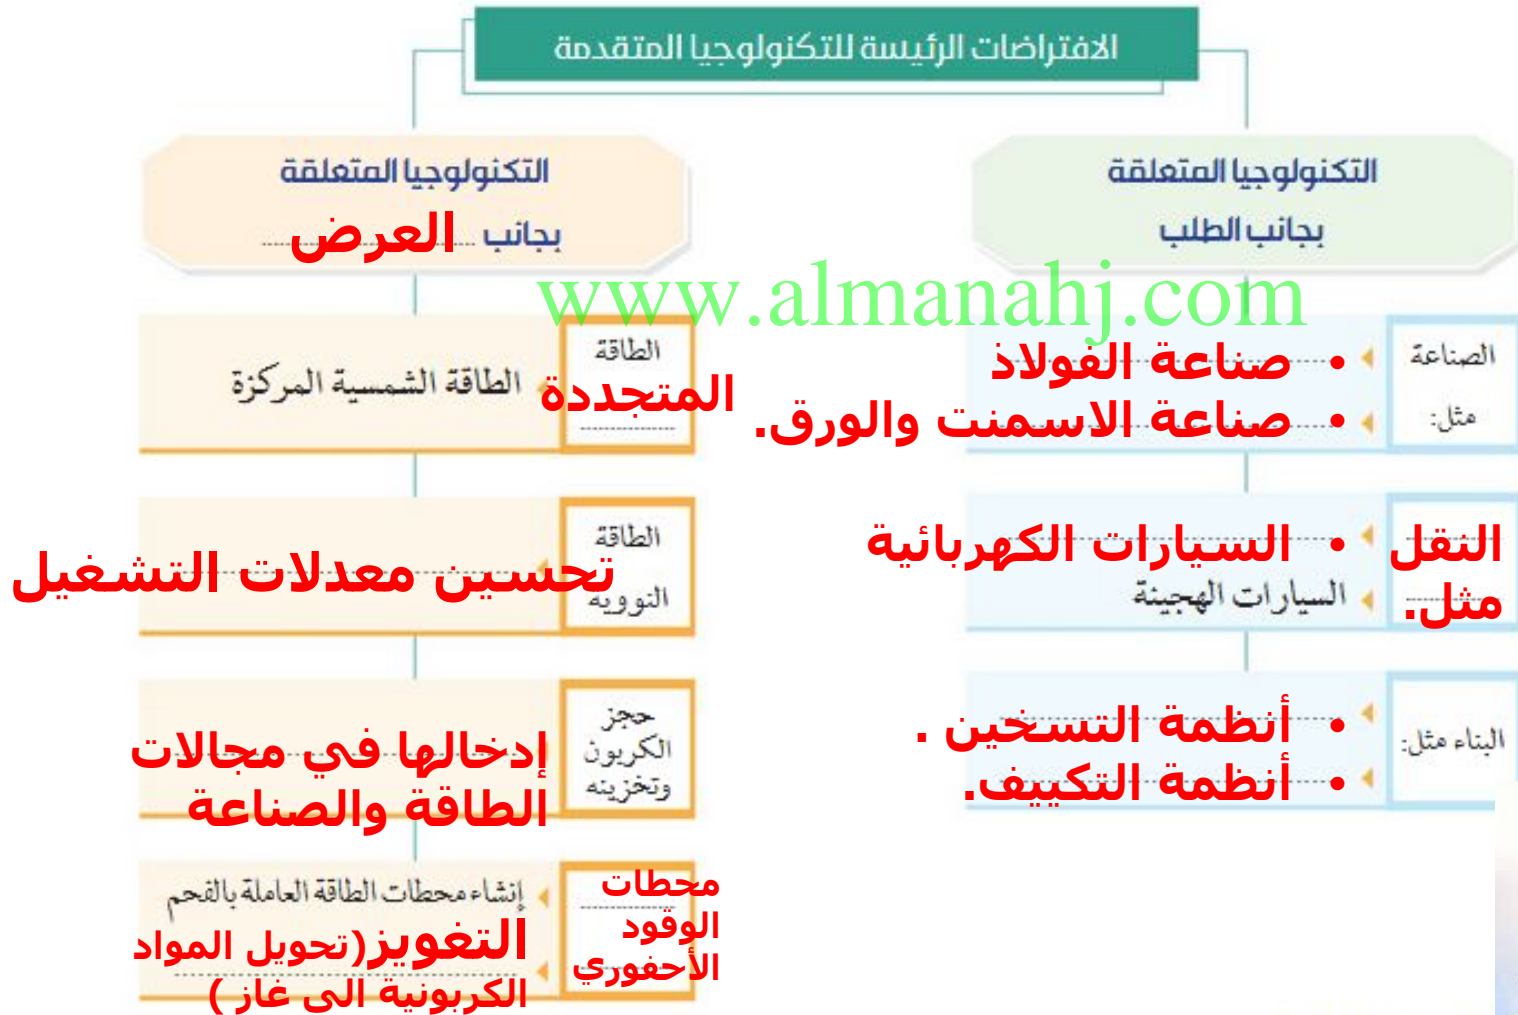 الافتراضات الرئيسة للتكنولوجيا المتقدمة
التكنولوجيا المتعلقة
بجانب الطلب
الصناعة
مثل:
• صناعة الفولاذ
• صناعة الاسمنت والورق.
النقل
مثل.
• السيارات الكهربائية
السيارات الهجينة
البناء مثل:
• أنظمة التسخين .
• أنظمة التكييف.
التكنولوجيا المتعلقة
بجانب العرض
الطاقة
المتجددة
الطاقة الشمسية المركزة
الطاقة
النووية
تحسين معدلات التشغيل
حجز
الكربون
وتخزينه
إدخالها في مجالات
الطاقة والصناعة
محطات
الوقود
الأحفوري
إنشاء محطات الطاقة العاملة بالفحم
التغويز(تحويل المواد
الكربونية الى غاز )
www.almanahj.com